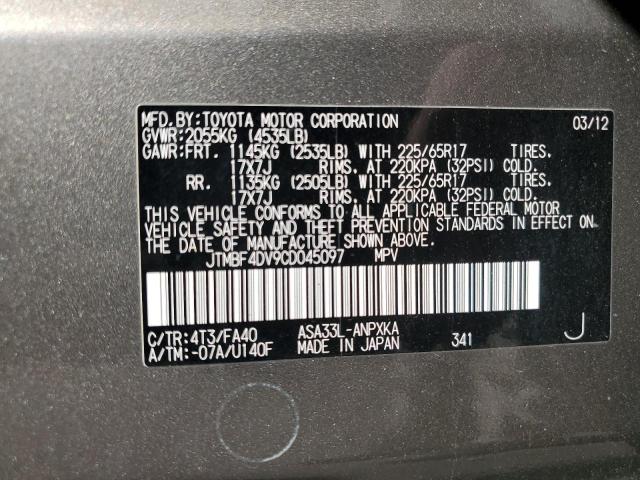 MFD.BY:TOYOTA MOTOR CORPORATION 03/12
GVWR:2055KG (4535LB)
GAWR:FRT. 1145KG (2535LB) WITH 225/65R17 TIRES.
17X7J RIMS. AT 220KPA (32PSI) COLD.
RR. 1135KG (2505LB) WITH 225/65R17 TIRES.
17X7J RIMS. AT 220KPA (32PSI) COLD.
THIS VEHICLE CONFORMS TO ALL APPLICABLE FEDERAL MOTOR
VEHICLE SAFETY AND THEFT PREVENTION STANDARDS IN EFFECT ON
THE DATE OF MANUFACTURE SHOWN ABOVE.
JTMBF4DV9CD045097 MPV
C/TR:4T3/FA40 ASA33L-ANPXKA 341 J
A/TM:-07A/U140F MADE IN JAPAN